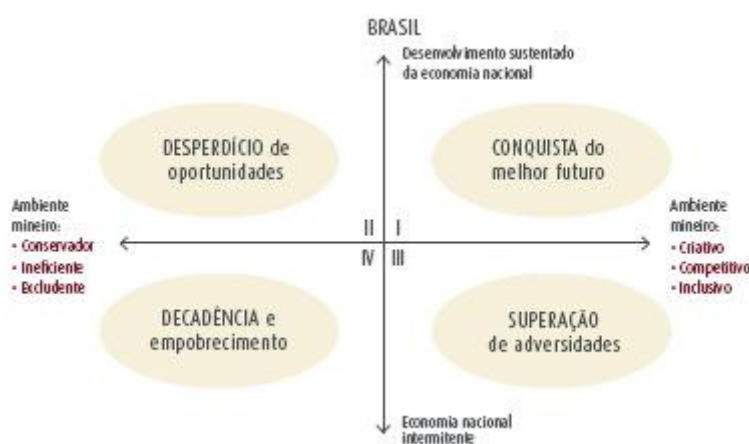 BRASIL
Desenvolvimento sustentado
da economia nacional
DESPERDÍCIO de
oportunidades
CONQUISTA do
melhor futuro
Ambiente
mineiro:
- Conservador
- Ineficiente
- Excludente
II
I
Ambiente
mineiro:
- Criativo
- Competitivo
- Inclusivo
IV
III
DECADÊNCIA e
empobrecimento
SUPERAÇÃO
de adversidades
Economia nacional
intermitente